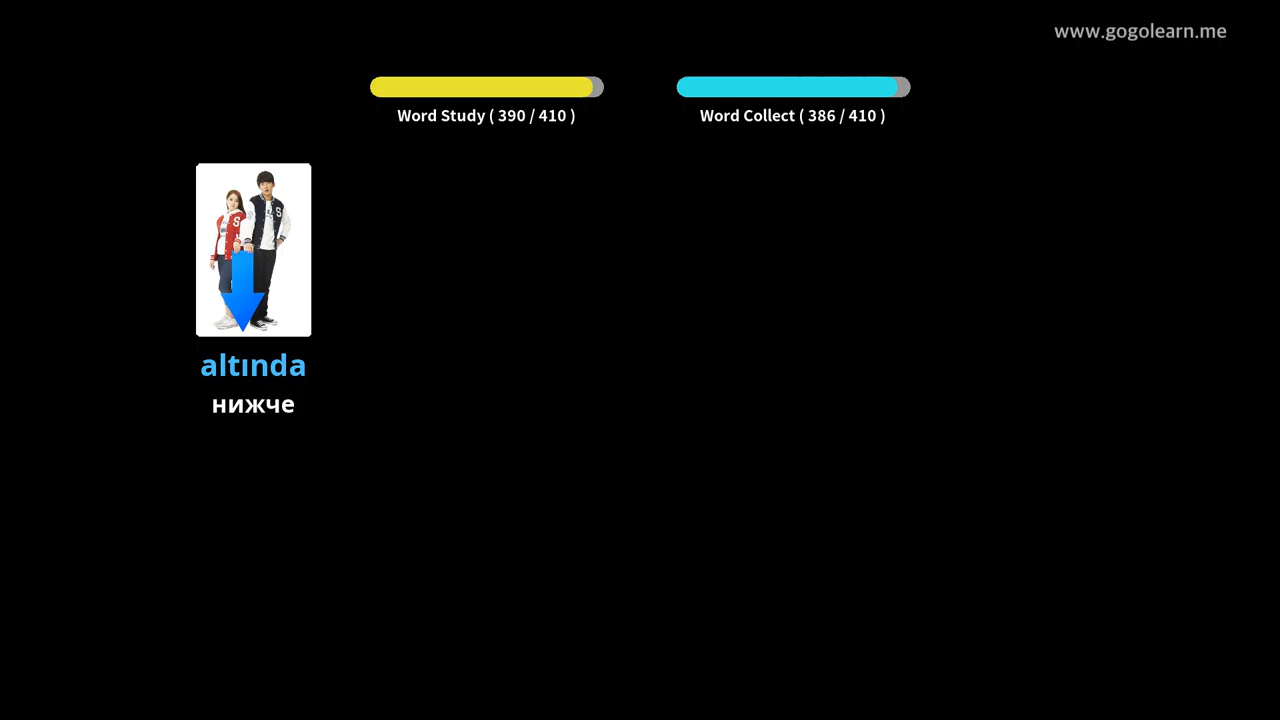 www.gogolearn.me
Word Study ( 390 / 410 )
Word Collect ( 386 / 410 )
S
S
altında
нижче